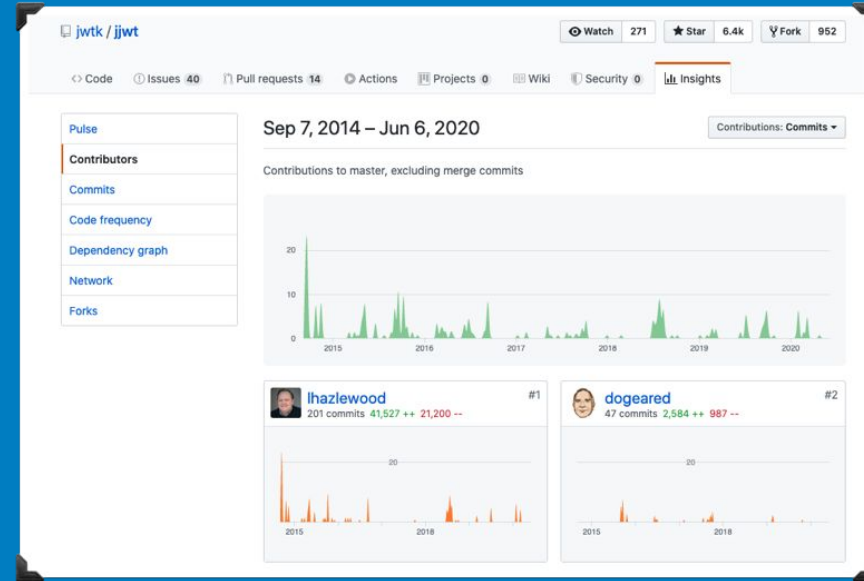 jwtk / jjwt
Watch 271 Star 6.4k Fork 952
Code Issues 40 Pull requests 14 Actions Projects 0 Wiki Security 0 Insights
Pulse
Contributors
Commits
Code frequency
Dependency graph
Network
Forks
Sep 7, 2014 – Jun 6, 2020
Contributions: Commits
Contributions to master, excluding merge commits
20
10
0
2015 2016 2017 2018 2019 2020
lhazlewood #1
201 commits 41,527 ++ 21,200 --
20
2015 2018
dogeared #2
47 commits 2,584 ++ 987 --
20
2015 2018